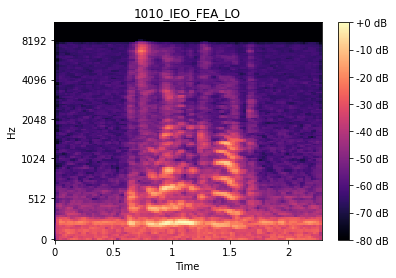 1010_IEO_FEA_LO
8192
4096
2048
1024
512
0
Hz
0
0.5
1
1.5
2
Time
+0 dB
-10 dB
-20 dB
-30 dB
-40 dB
-50 dB
-60 dB
-70 dB
-80 dB